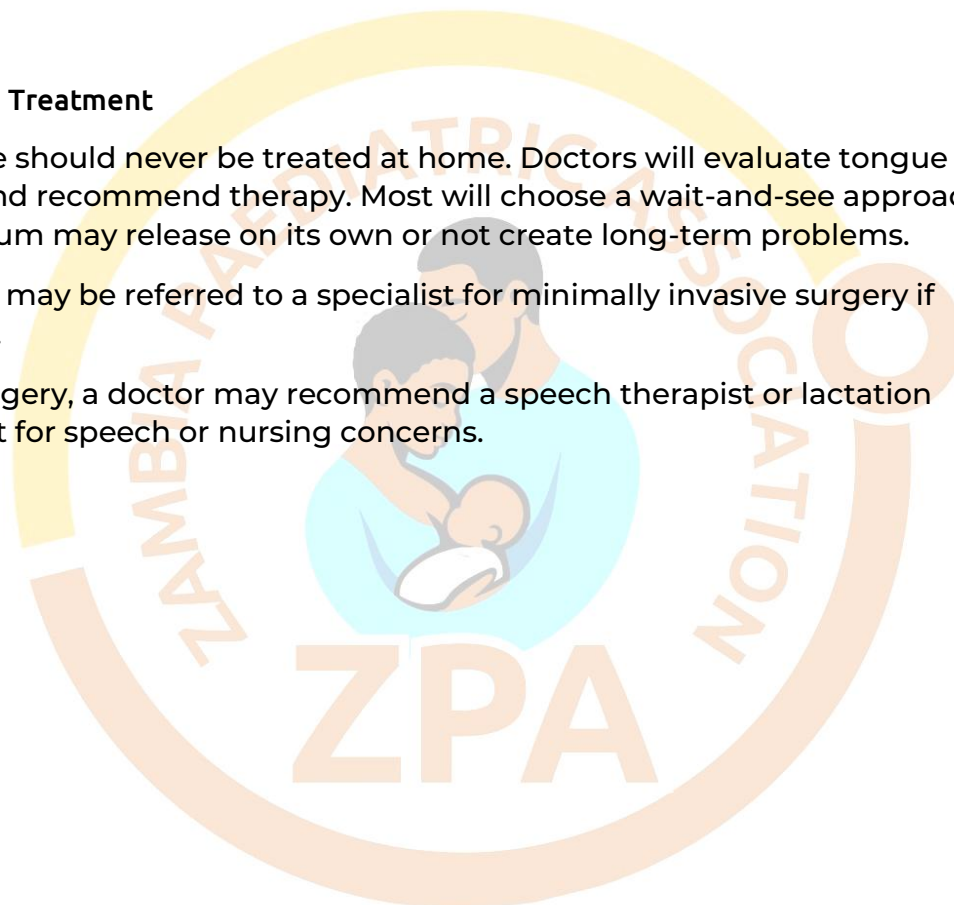 Treatment
e should never be treated at home. Doctors will evaluate tongue
nd recommend therapy. Most will choose a wait-and-see approac
um may release on its own or not create long-term problems.
may be referred to a specialist for minimally invasive surgery if
gery, a doctor may recommend a speech therapist or lactation
t for speech or nursing concerns.
ZAMBIA PAEDIATRIC ASSOCIATION
ZPA